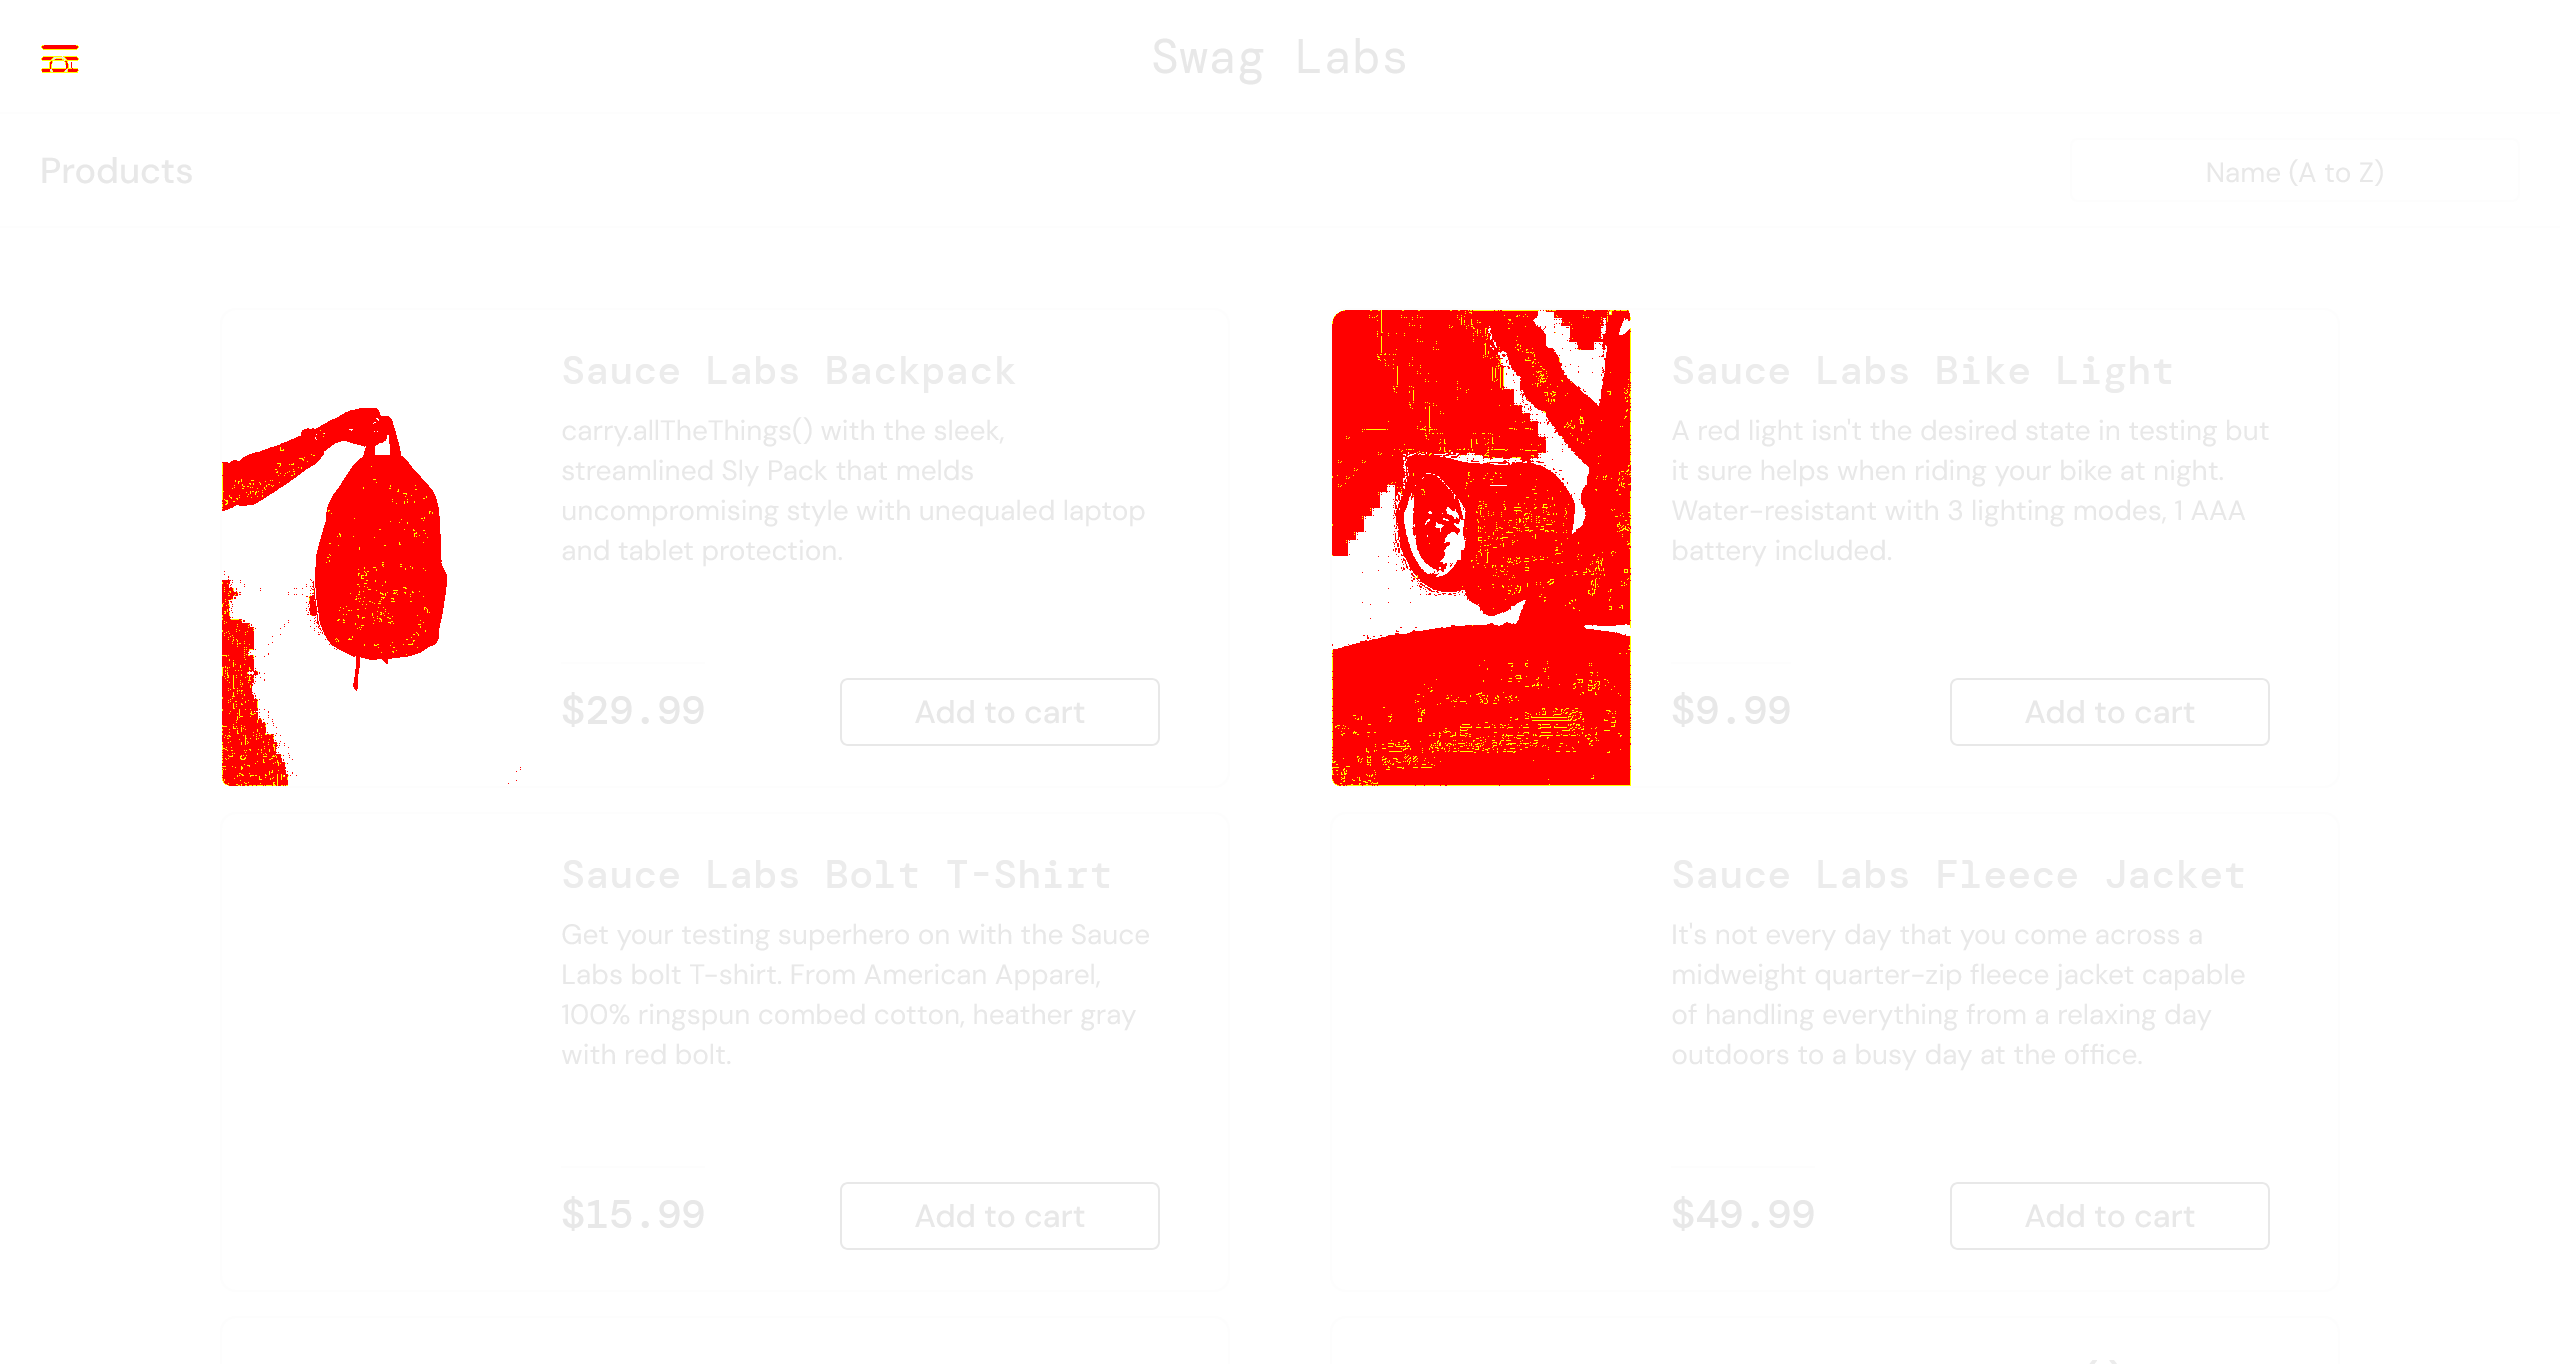 Swag Labs
Products
Name (A to Z)
Sauce Labs Backpack
carry.allTheThings() with the sleek,
streamlined Sly Pack that melds
uncompromising style with unequaled laptop
and tablet protection.
$29.99
Add to cart
Sauce Labs Bike Light
A red light isn't the desired state in testing but
it sure helps when riding your bike at night.
Water-resistant with 3 lighting modes, 1 AAA
battery included.
$9.99
Add to cart
Sauce Labs Bolt T-Shirt
Get your testing superhero on with the Sauce
Labs bolt T-shirt. From American Apparel,
100% ringspun combed cotton, heather gray
with red bolt.
$15.99
Add to cart
Sauce Labs Fleece Jacket
It's not every day that you come across a
midweight quarter-zip fleece jacket capable
of handling everything from a relaxing day
outdoors to a busy day at the office.
$49.99
Add to cart